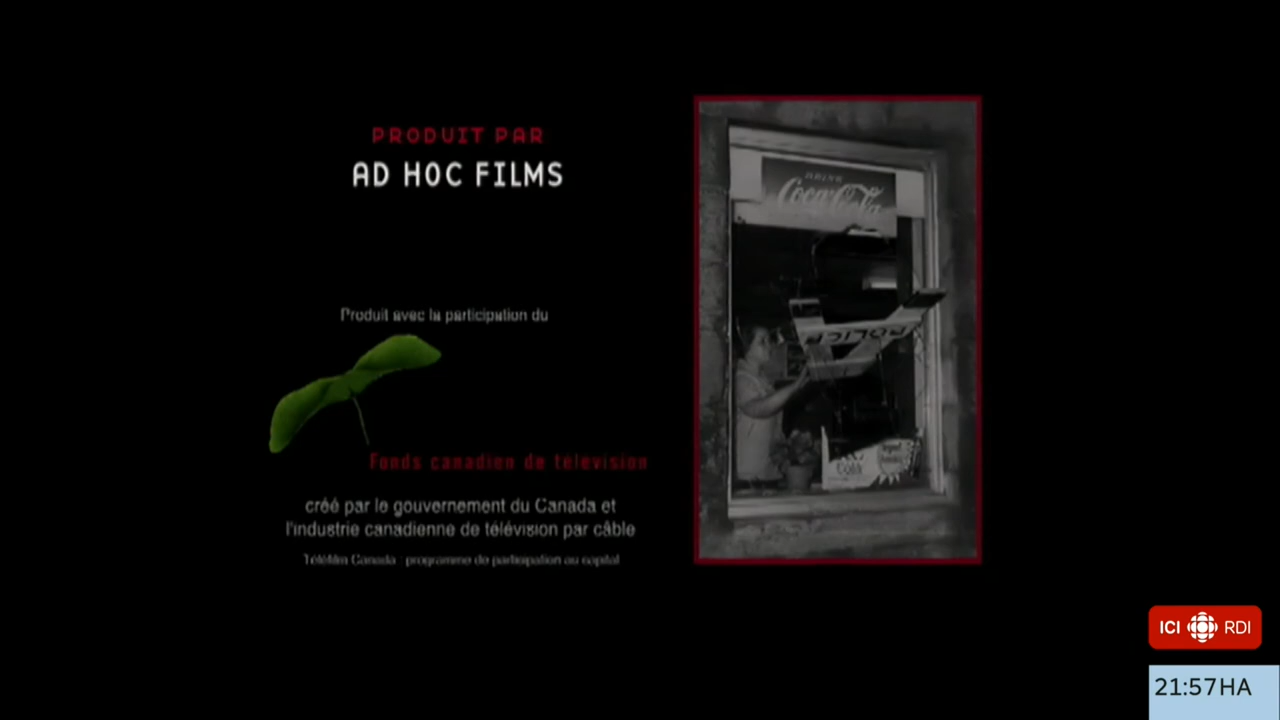 PRODUIT PAR
AD HOC FILMS
Produit avec la participation du
Fonds canadien de télévision
créé par le gouvernement du Canada et
l'industrie canadienne de télévision par câble
Téléfilm Canada : programme de participation au capital
DRINK
Coca-Cola
POLICE
ICI RDI
21:57HA